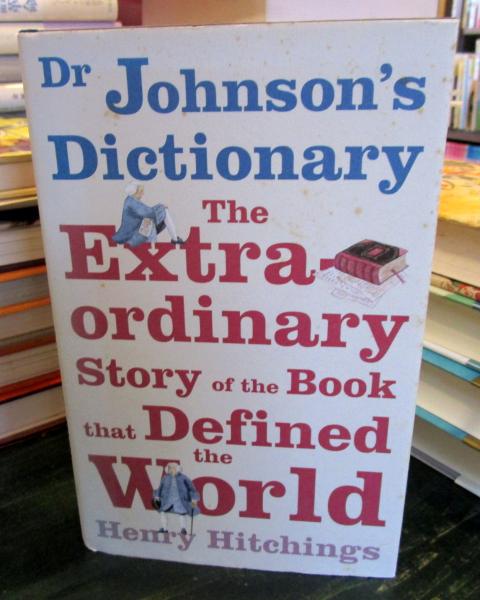 Dr Johnson's
Dictionary
The
Extra-
ordinary
Story of the Book
that Defined
the
World
Henry Hitchings